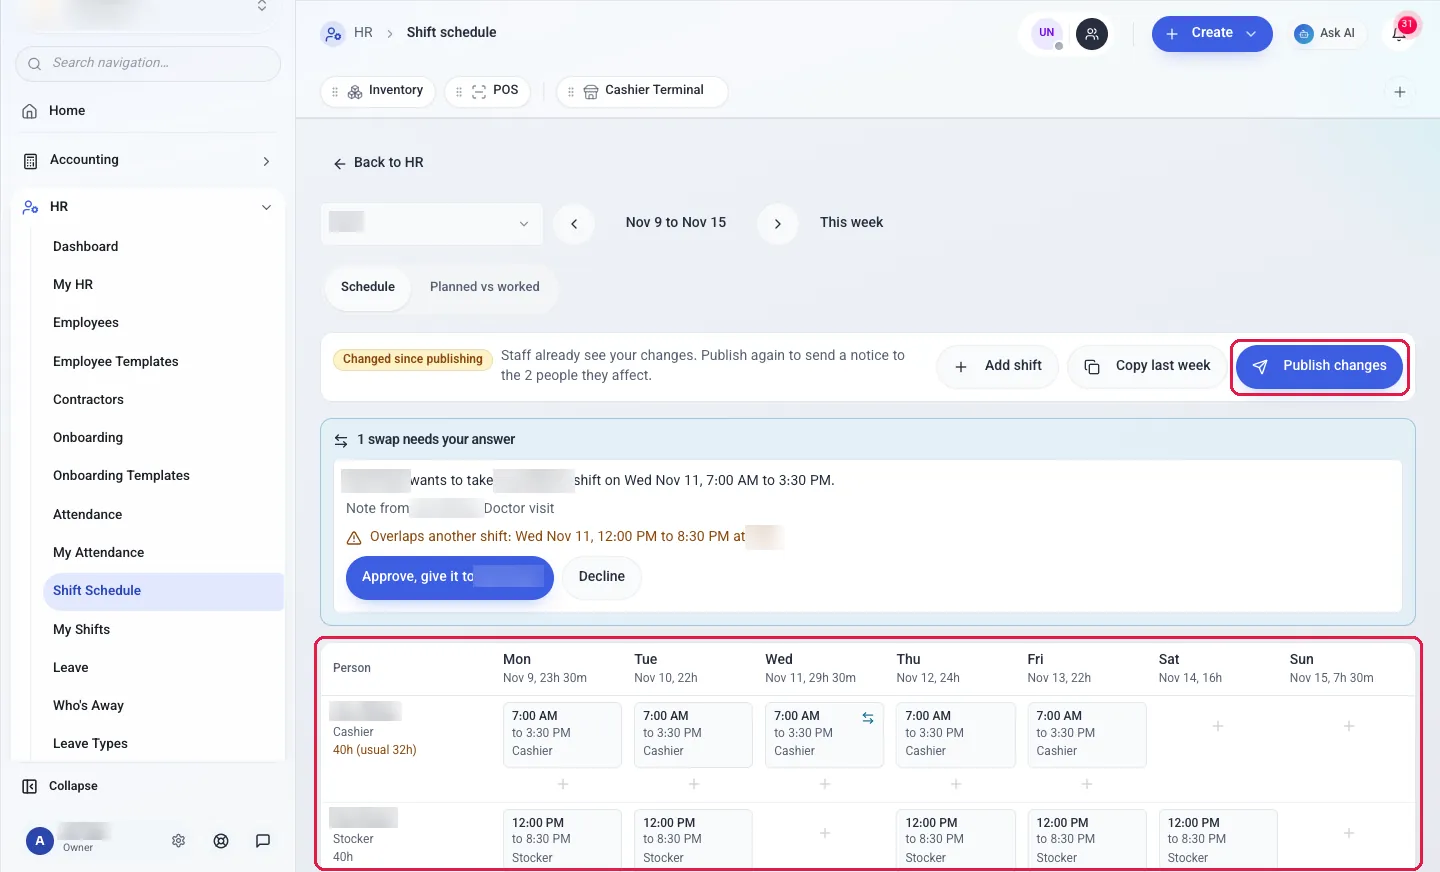 HR
Shift schedule
UN
Create
Ask AI
31
Search navigation...
Inventory
POS
Cashier Terminal
Home
Accounting
HR
Dashboard
My HR
Employees
Employee Templates
Contractors
Onboarding
Onboarding Templates
Attendance
My Attendance
Shift Schedule
My Shifts
Leave
Who's Away
Leave Types
Collapse
A
Owner
Back to HR
Nov 9 to Nov 15
This week
Schedule
Planned vs worked
Changed since publishing
Staff already see your changes. Publish again to send a notice to
the 2 people they affect.
Add shift
Copy last week
Publish changes
1 swap needs your answer
wants to take shift on Wed Nov 11, 7:00 AM to 3:30 PM.
Note from Doctor visit
Overlaps another shift: Wed Nov 11, 12:00 PM to 8:30 PM at
Approve, give it to
Decline
Person
Mon
Nov 9, 23h 30m
Tue
Nov 10, 22h
Wed
Nov 11, 29h 30m
Thu
Nov 12, 24h
Fri
Nov 13, 22h
Sat
Nov 14, 16h
Sun
Nov 15, 7h 30m
Cashier
40h (usual 32h)
7:00 AM
to 3:30 PM
Cashier
7:00 AM
to 3:30 PM
Cashier
7:00 AM
to 3:30 PM
Cashier
7:00 AM
to 3:30 PM
Cashier
7:00 AM
to 3:30 PM
Cashier
Stocker
40h
12:00 PM
to 8:30 PM
Stocker
12:00 PM
to 8:30 PM
Stocker
12:00 PM
to 8:30 PM
Stocker
12:00 PM
to 8:30 PM
Stocker
12:00 PM
to 8:30 PM
Stocker